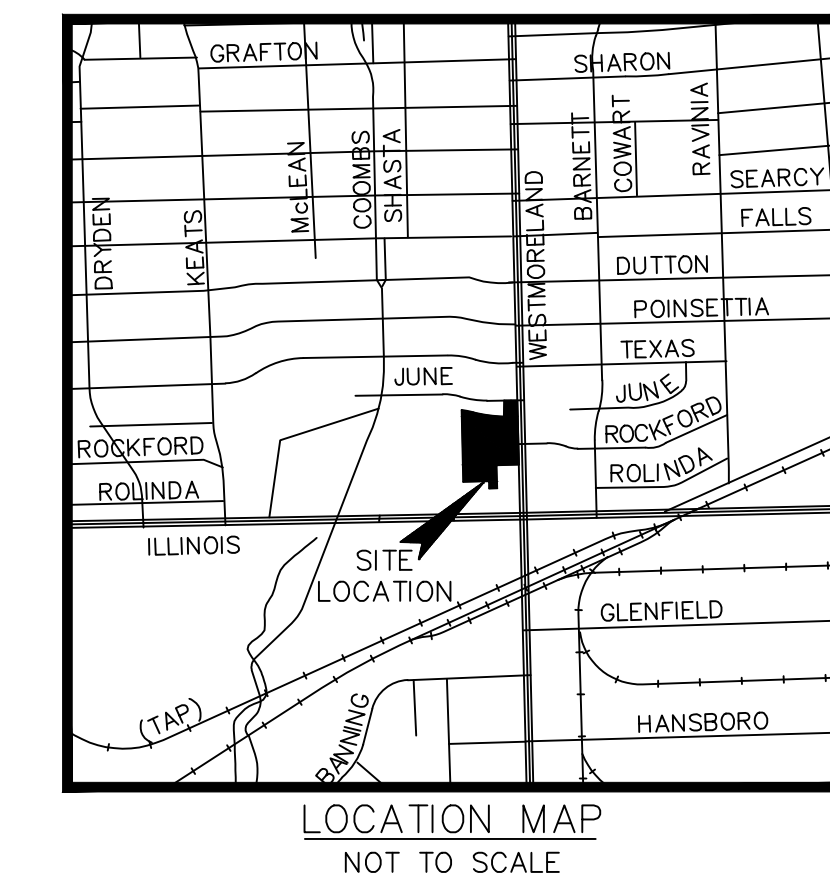 GRAFTON
SHARON
McLEAN
COOMBS
SHASTA
BARNETT
COWART
RAVINIA
SEARCY
FALLS
DRYDEN
KEATS
WESTMORELAND
DUTTON
POINSETTIA
TEXAS
JUNE
JUNE
ROCKFORD
ROCKFORD
ROLINDA
ROLINDA
ILLINOIS
SITE
LOCATION
GLENFIELD
(TAP)
BANNING
HANSBORO
LOCATION MAP
NOT TO SCALE